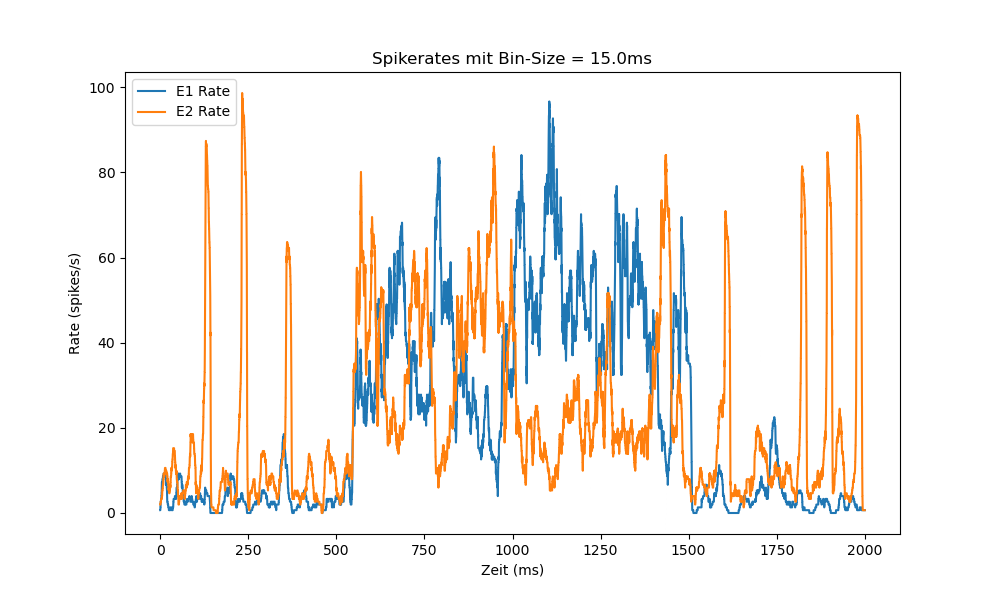 Spikerates mit Bin-Size = 15.0ms
E1 Rate
E2 Rate
Rate (spikes/s)
100
80
60
40
20
0
0 250 500 750 1000 1250 1500 1750 2000
Zeit (ms)